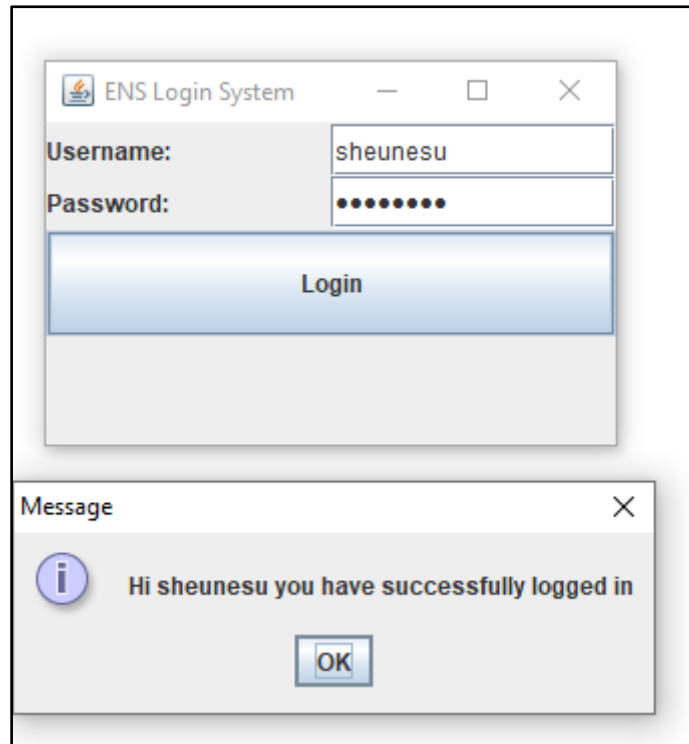 ENS Login System
Username: sheunesu
Password: ••••••••
Login
Message
Hi sheunesu you have successfully logged in
OK